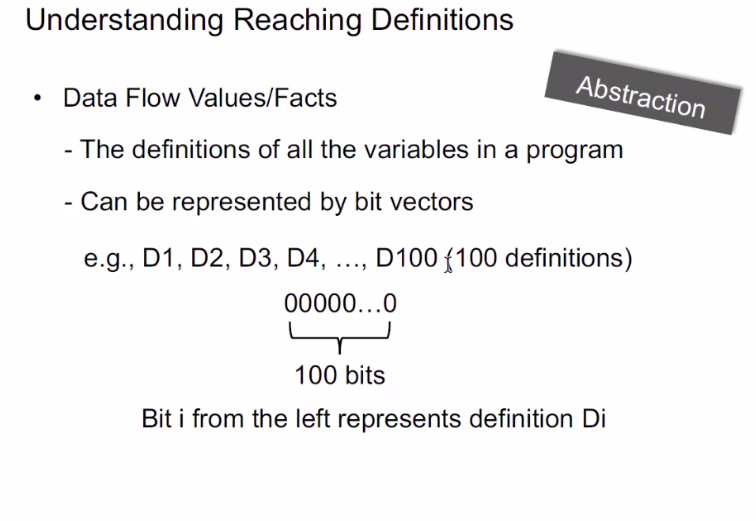 Understanding Reaching Definitions
Abstraction
• Data Flow Values/Facts
- The definitions of all the variables in a program
- Can be represented by bit vectors
e.g., D1, D2, D3, D4, …, D100 (100 definitions)
00000…0
100 bits
Bit i from the left represents definition Di